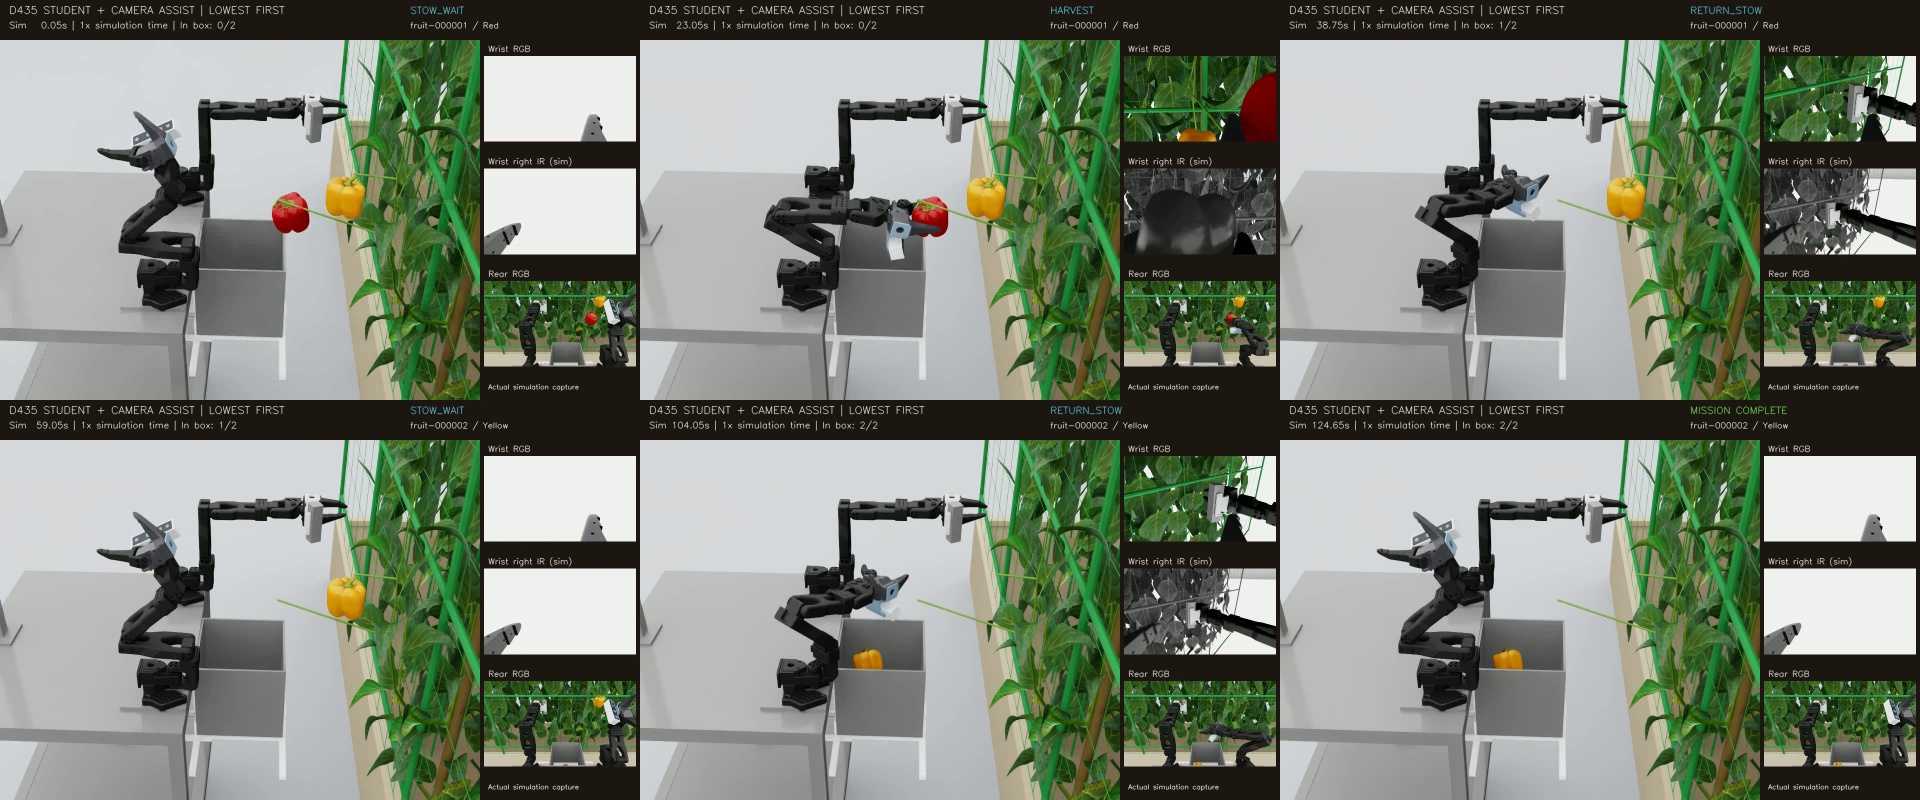 D435 STUDENT + CAMERA ASSIST | LOWEST FIRST
STOW_WAIT
Sim 0.05s | 1x simulation time | In box: 0/2
fruit-000001 / Red
Wrist RGB
Wrist right IR (sim)
Rear RGB
Actual simulation capture
D435 STUDENT + CAMERA ASSIST | LOWEST FIRST
HARVEST
Sim 23.05s | 1x simulation time | In box: 0/2
fruit-000001 / Red
Wrist RGB
Wrist right IR (sim)
Rear RGB
Actual simulation capture
D435 STUDENT + CAMERA ASSIST | LOWEST FIRST
RETURN_STOW
Sim 38.75s | 1x simulation time | In box: 1/2
fruit-000001 / Red
Wrist RGB
Wrist right IR (sim)
Rear RGB
Actual simulation capture
D435 STUDENT + CAMERA ASSIST | LOWEST FIRST
STOW_WAIT
Sim 59.05s | 1x simulation time | In box: 1/2
fruit-000002 / Yellow
Wrist RGB
Wrist right IR (sim)
Rear RGB
Actual simulation capture
D435 STUDENT + CAMERA ASSIST | LOWEST FIRST
RETURN_STOW
Sim 104.05s | 1x simulation time | In box: 2/2
fruit-000002 / Yellow
Wrist RGB
Wrist right IR (sim)
Rear RGB
Actual simulation capture
D435 STUDENT + CAMERA ASSIST | LOWEST FIRST
MISSION COMPLETE
Sim 124.65s | 1x simulation time | In box: 2/2
fruit-000002 / Yellow
Wrist RGB
Wrist right IR (sim)
Rear RGB
Actual simulation capture